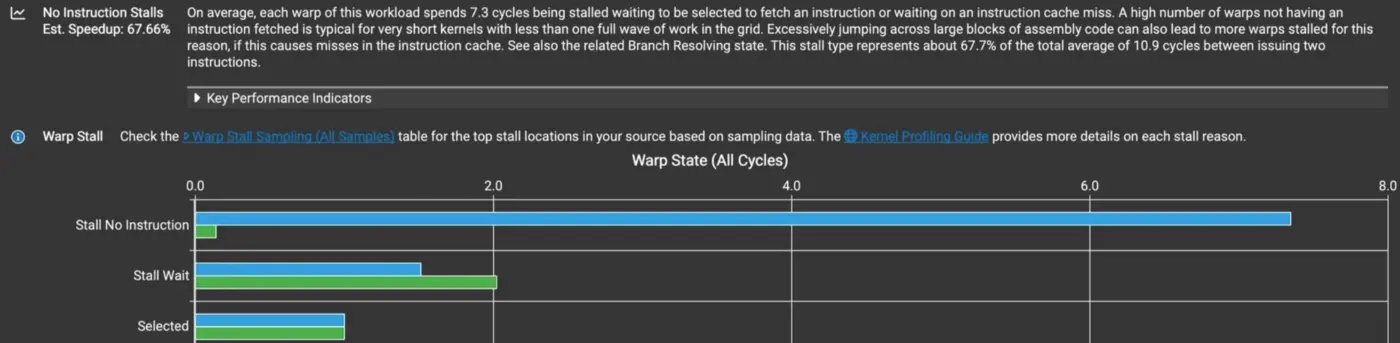 No Instruction Stalls
Est. Speedup: 67.66%
On average, each warp of this workload spends 7.3 cycles being stalled waiting to be selected to fetch an instruction or waiting on an instruction cache miss. A high number of warps not having an
instruction fetched is typical for very short kernels with less than one full wave of work in the grid. Excessively jumping across large blocks of assembly code can also lead to more warps stalled for this
reason, if this causes misses in the instruction cache. See also the related Branch Resolving state. This stall type represents about 67.7% of the total average of 10.9 cycles between issuing two
instructions.
Key Performance Indicators
Warp Stall Check the Warp Stall Sampling (All Samples) table for the top stall locations in your source based on sampling data. The Kernel Profiling Guide provides more details on each stall reason.
Warp State (All Cycles)
0.0 2.0 4.0 6.0 8.0
Stall No Instruction
Stall Wait
Selected